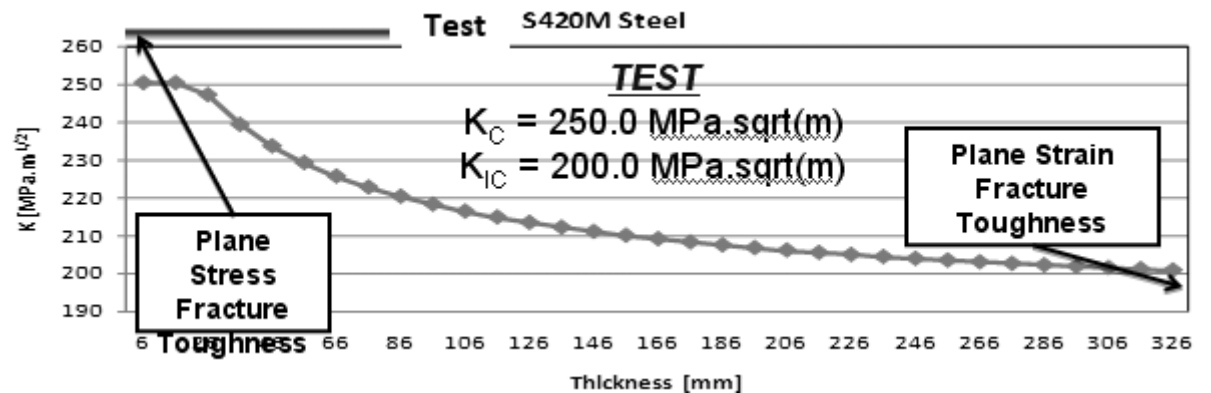 Test S420M Steel
TEST
K_C = 250.0 MPa.sqrt(m)
K_IC = 200.0 MPa.sqrt(m)
Plane Strain
Fracture
Toughness
Plane
Stress
Fracture
Toughness
K [MPa.m^1/2]
260
250
240
230
220
210
200
190
6 66 86 106 126 146 166 186 206 226 246 266 286 306 326
Thickness [mm]